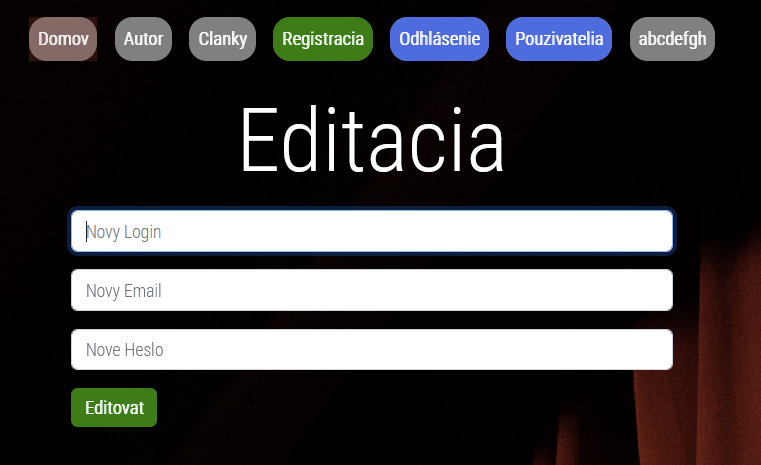 Domov Autor Clanky Registracia Odhlásenie Pouzivatelia abcdefgh
Editacia
Novy Login
Novy Email
Nove Heslo
Editovat